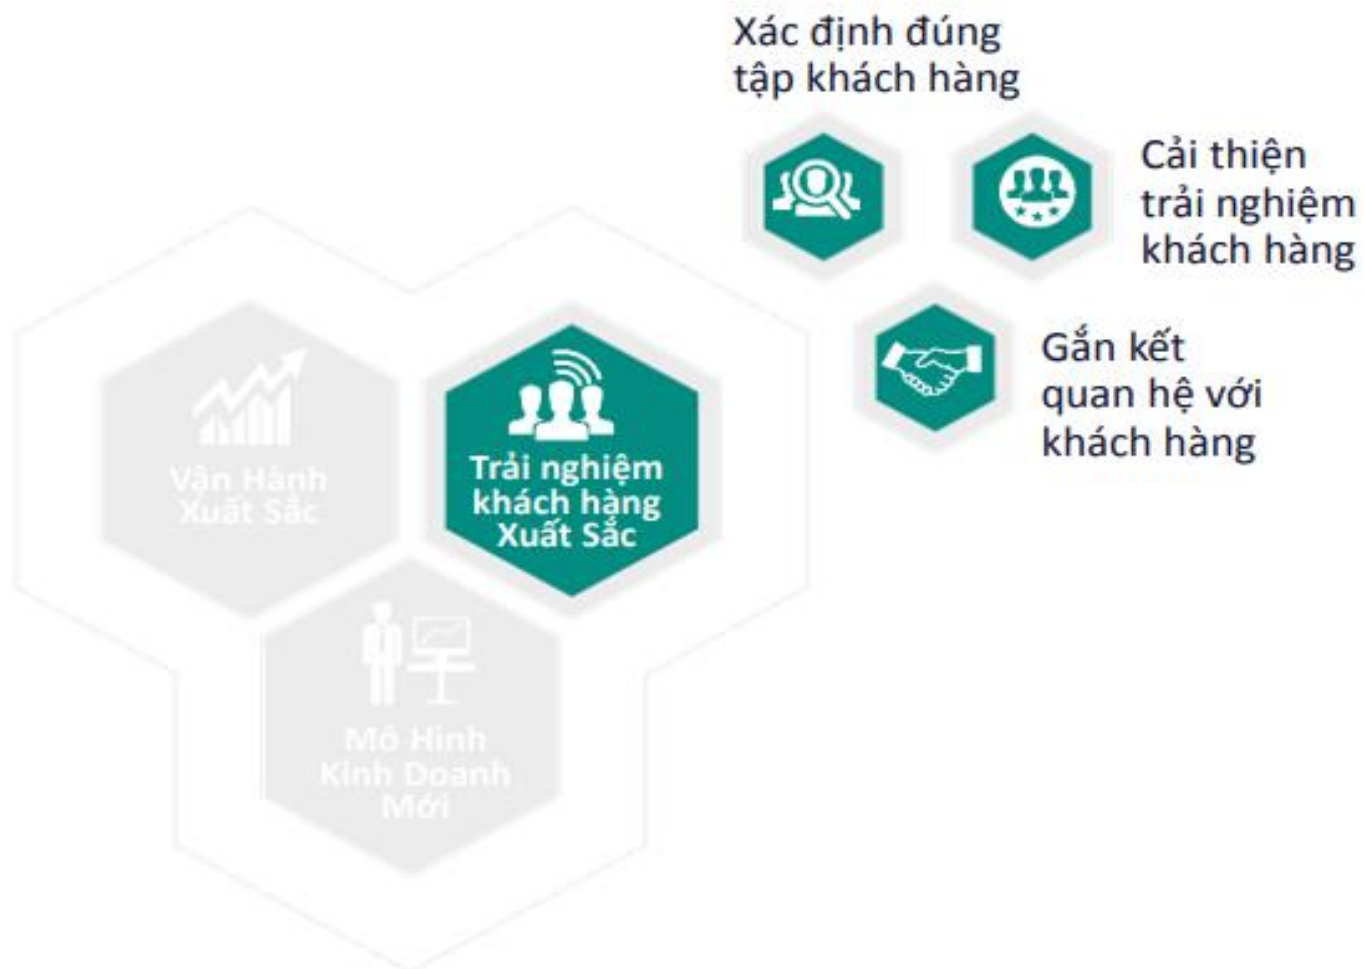 Xác định đúng
tập khách hàng
Cải thiện
trải nghiệm
khách hàng
Gắn kết
quan hệ với
khách hàng
Vận Hành
Xuất Sắc
Trải nghiệm
khách hàng
Xuất Sắc
Mô Hình
Kinh Doanh
Mới